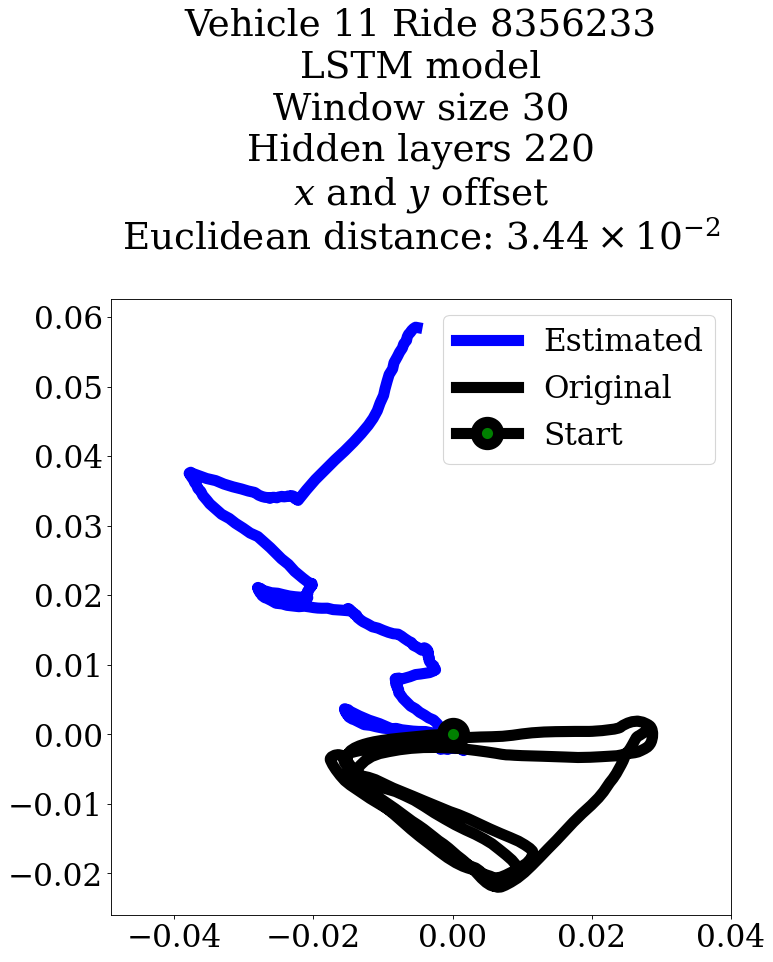 Vehicle 11 Ride 8356233
LSTM model
Window size 30
Hidden layers 220
x and y offset
Euclidean distance: 3.44 × 10⁻²
Estimated
Original
Start
0.06
0.05
0.04
0.03
0.02
0.01
0.00
−0.01
−0.02
−0.04 −0.02 0.00 0.02 0.04